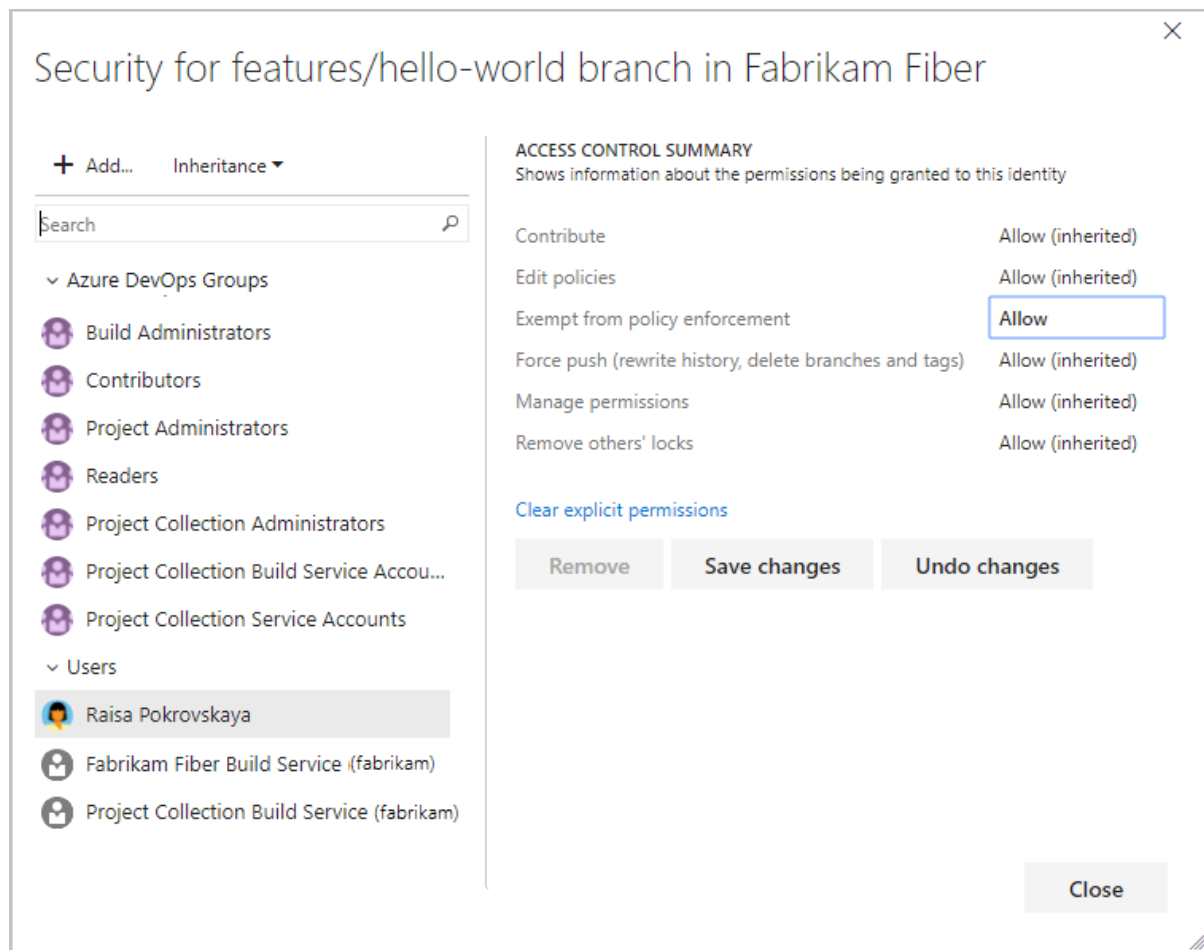 Security for features/hello-world branch in Fabrikam Fiber
+ Add...
Inheritance
Search
Azure DevOps Groups
Build Administrators
Contributors
Project Administrators
Readers
Project Collection Administrators
Project Collection Build Service Accou...
Project Collection Service Accounts
Users
Raisa Pokrovskaya
Fabrikam Fiber Build Service (fabrikam)
Project Collection Build Service (fabrikam)
ACCESS CONTROL SUMMARY
Shows information about the permissions being granted to this identity
Contribute Allow (inherited)
Edit policies Allow (inherited)
Exempt from policy enforcement Allow
Force push (rewrite history, delete branches and tags) Allow (inherited)
Manage permissions Allow (inherited)
Remove others' locks Allow (inherited)
Clear explicit permissions
Remove
Save changes
Undo changes
Close